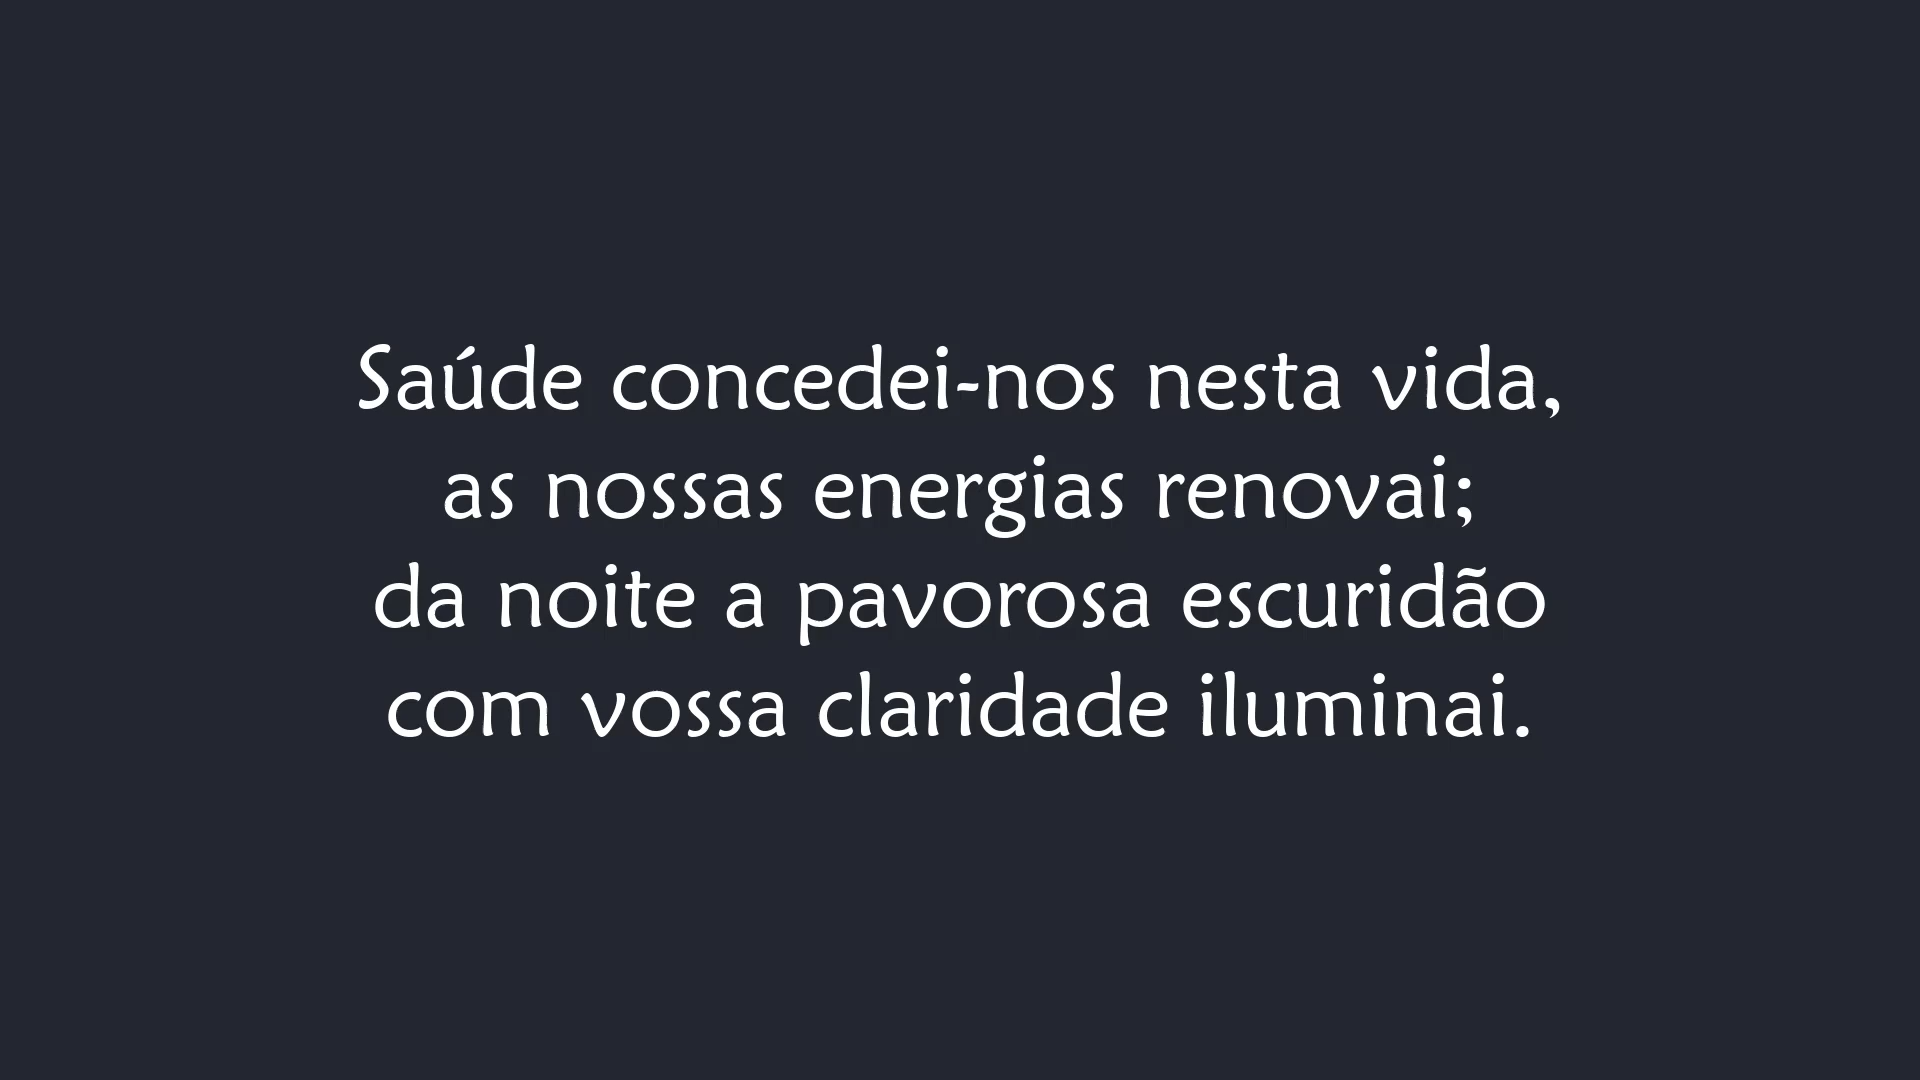 Saúde concedei-nos nesta vida,
as nossas energias renovai;
da noite a pavorosa escuridão
com vossa claridade iluminai.